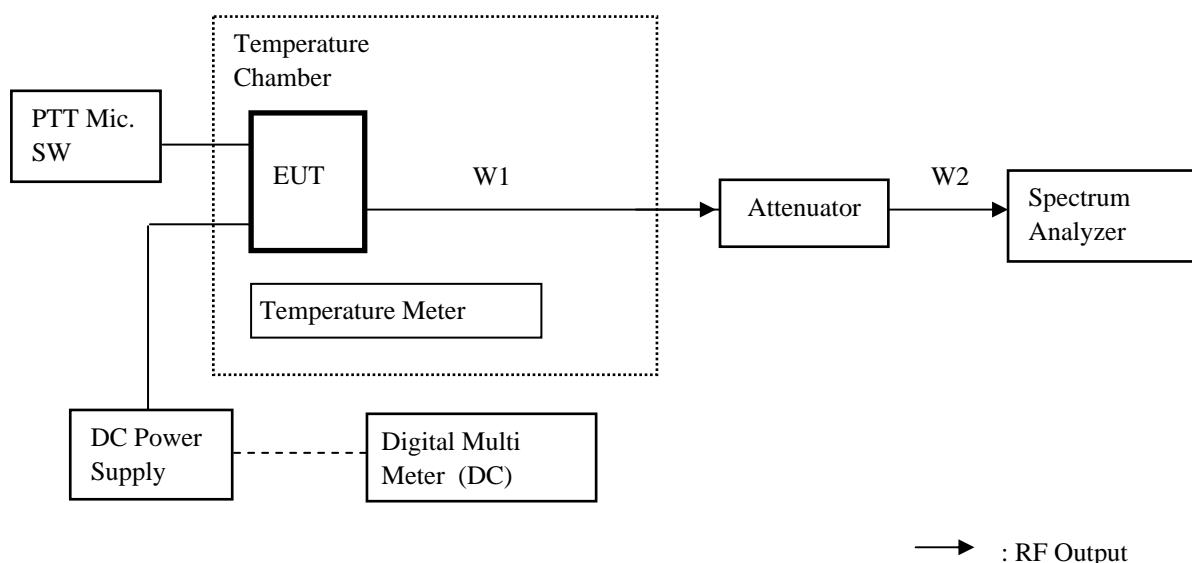 Temperature
Chamber
PTT Mic.
SW
EUT
W1
Attenuator
W2
Spectrum
Analyzer
Temperature Meter
DC Power
Supply
Digital Multi
Meter (DC)
: RF Output